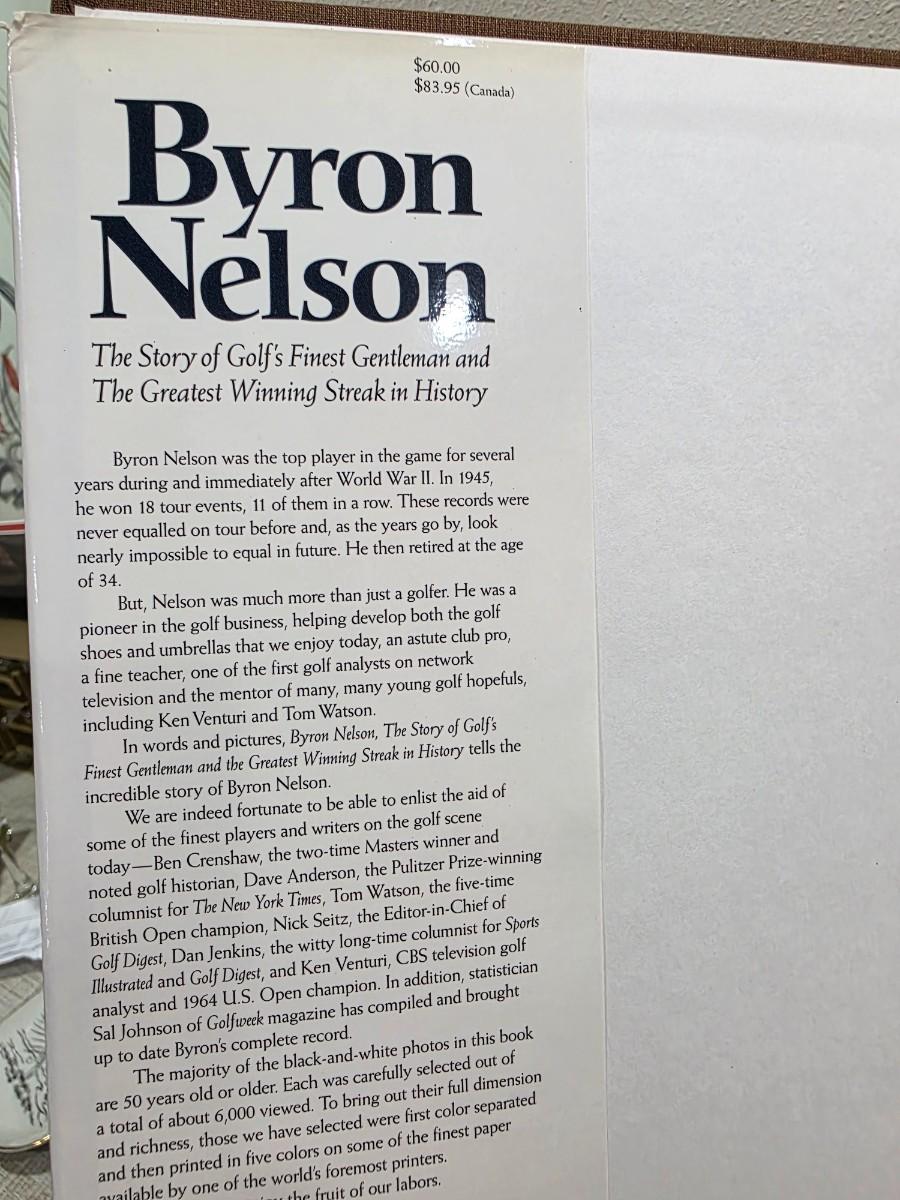 $60.00
$83.95 (Canada)
Byron
Nelson
The Story of Golf's Finest Gentleman and
The Greatest Winning Streak in History
Byron Nelson was the top player in the game for several
years during and immediately after World War II. In 1945,
he won 18 tour events, 11 of them in a row. These records were
never equalled on tour before and, as the years go by, look
nearly impossible to equal in future. He then retired at the age
of 34.
But, Nelson was much more than just a golfer. He was a
pioneer in the golf business, helping develop both the golf
shoes and umbrellas that we enjoy today, an astute club pro,
a fine teacher, one of the first golf analysts on network
television and the mentor of many, many young golf hopefuls,
including Ken Venturi and Tom Watson.
In words and pictures, Byron Nelson, The Story of Golf's
Finest Gentleman and the Greatest Winning Streak in History tells the
incredible story of Byron Nelson.
We are indeed fortunate to be able to enlist the aid of
some of the finest players and writers on the golf scene
today—Ben Crenshaw, the two-time Masters winner and
noted golf historian, Dave Anderson, the Pulitzer Prize-winning
columnist for The New York Times, Tom Watson, the five-time
British Open champion, Nick Seitz, the Editor-in-Chief of
Golf Digest, Dan Jenkins, the witty long-time columnist for Sports
Illustrated and Golf Digest, and Ken Venturi, CBS television golf
analyst and 1964 U.S. Open champion. In addition, statistician
Sal Johnson of Golfweek magazine has compiled and brought
up to date Byron's complete record.
The majority of the black-and-white photos in this book
are 50 years old or older. Each was carefully selected out of
a total of about 6,000 viewed. To bring out their full dimension
and richness, those we have selected were first color separated
and then printed in five colors on some of the finest paper
available by one of the world's foremost printers.
the fruit of our labors.